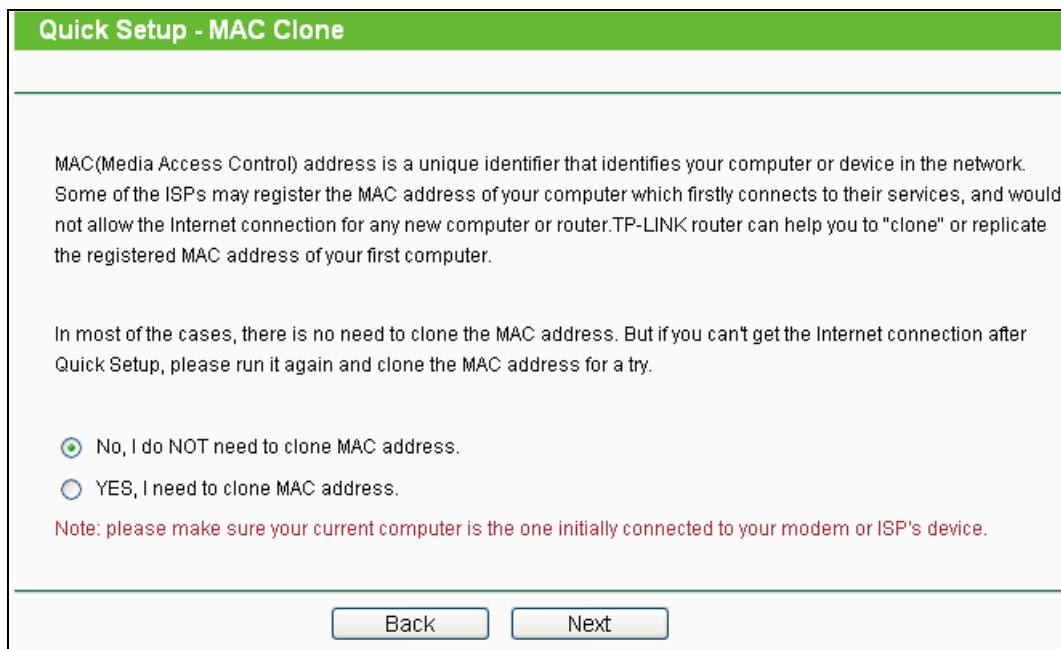 Quick Setup - MAC Clone
MAC(Media Access Control) address is a unique identifier that identifies your computer or device in the network.
Some of the ISPs may register the MAC address of your computer which firstly connects to their services, and would
not allow the Internet connection for any new computer or router.TP-LINK router can help you to "clone" or replicate
the registered MAC address of your first computer.
In most of the cases, there is no need to clone the MAC address. But if you can't get the Internet connection after
Quick Setup, please run it again and clone the MAC address for a try.
No, I do NOT need to clone MAC address.
YES, I need to clone MAC address.
Note: please make sure your current computer is the one initially connected to your modem or ISP's device.
Back Next